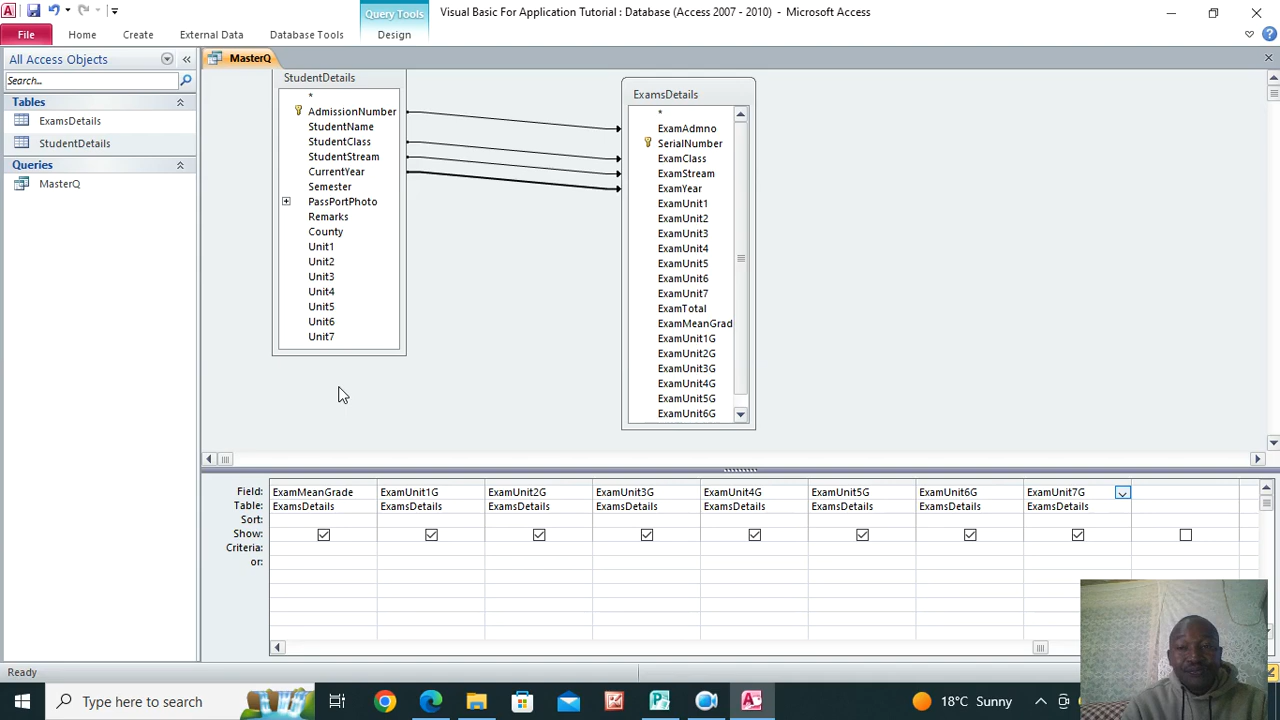 Query Tools
Visual Basic For Application Tutorial : Database (Access 2007 - 2010) - Microsoft Access
File Home Create External Data Database Tools Design
All Access Objects
Search...
Tables
ExamsDetails
StudentDetails
Queries
MasterQ
MasterQ
StudentDetails
*
AdmissionNumber
StudentName
StudentClass
StudentStream
CurrentYear
Semester
PassPortPhoto
Remarks
County
Unit1
Unit2
Unit3
Unit4
Unit5
Unit6
Unit7
ExamsDetails
*
ExamAdmno
SerialNumber
ExamClass
ExamStream
ExamYear
ExamUnit1
ExamUnit2
ExamUnit3
ExamUnit4
ExamUnit5
ExamUnit6
ExamUnit7
ExamTotal
ExamMeanGrad
ExamUnit1G
ExamUnit2G
ExamUnit3G
ExamUnit4G
ExamUnit5G
ExamUnit6G
Field: ExamMeanGrade ExamUnit1G ExamUnit2G ExamUnit3G ExamUnit4G ExamUnit5G ExamUnit6G ExamUnit7G
Table: ExamsDetails ExamsDetails ExamsDetails ExamsDetails ExamsDetails ExamsDetails ExamsDetails ExamsDetails
Sort:
Show:
Criteria:
or:
Ready
Type here to search
18°C Sunny